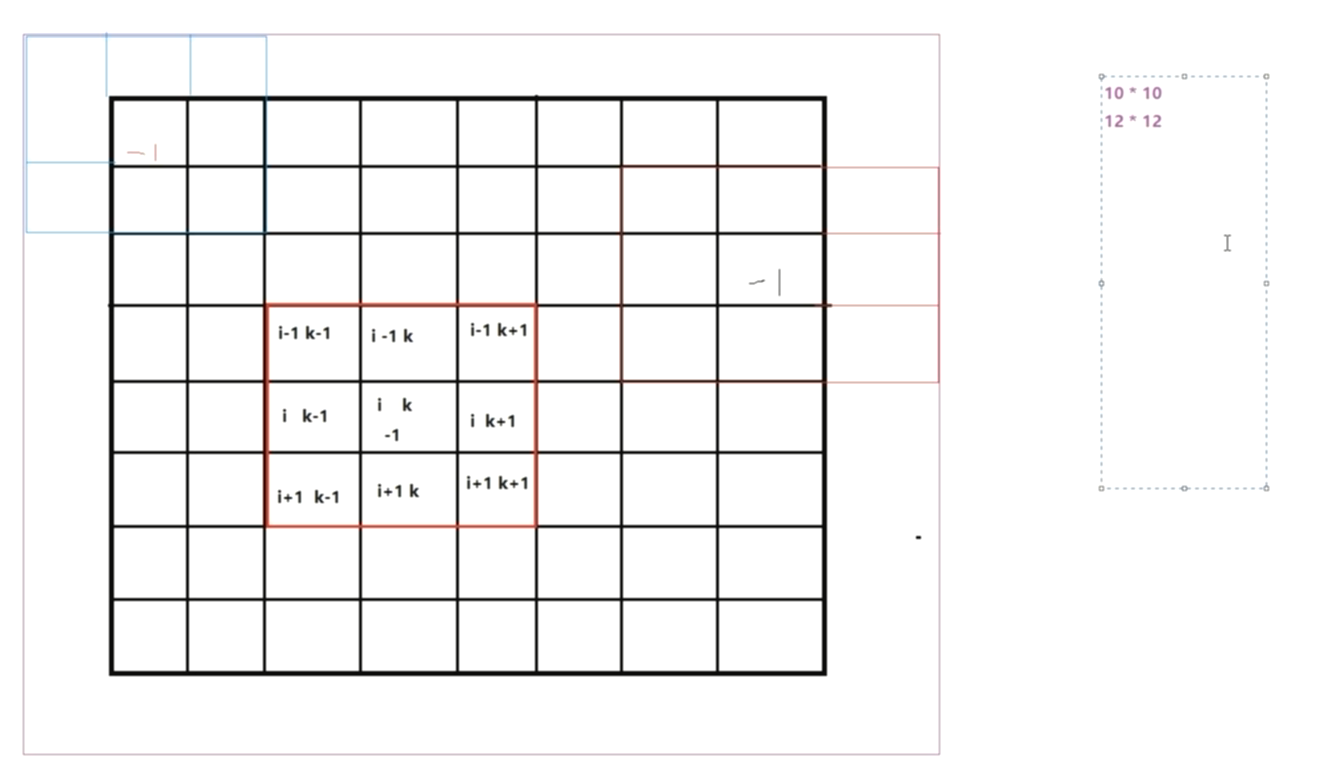 10 * 10
12 * 12
-1
-1
i-1 k-1
i -1 k
i-1 k+1
i k-1
i k
-1
i k+1
i+1 k-1
i+1 k
i+1 k+1